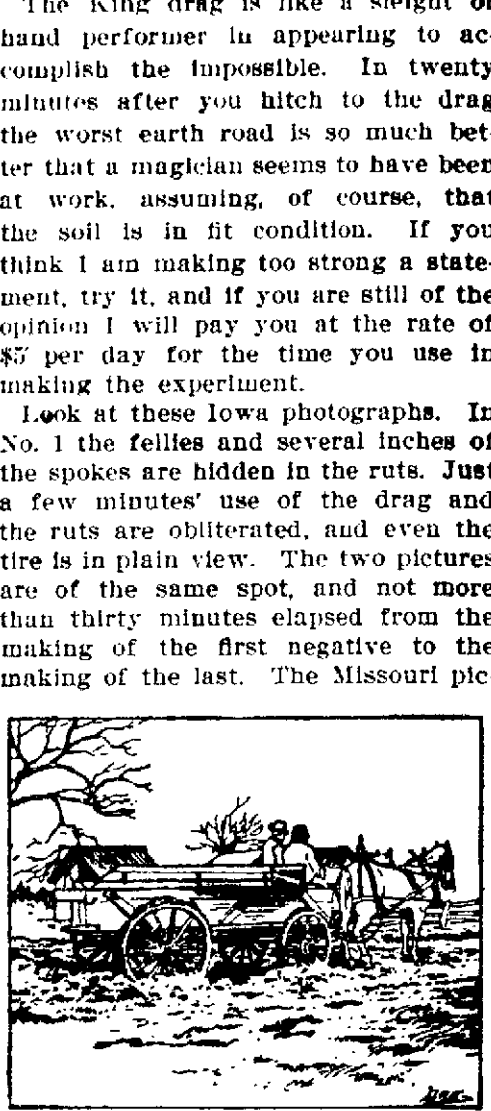 The King drag is like a sleight of
hand performer in appearing to ac-
complish the impossible. In twenty
minutes after you hitch to the drag
the worst earth road is so much bet-
ter that a magician seems to have been
at work, assuming, of course, that
the soil is in fit condition. If you
think I am making too strong a state-
ment, try it, and if you are still of the
opinion I will pay you at the rate of
$5 per day for the time you use in
making the experiment.
Look at these Iowa photographs. In
No. 1 the fellies and several inches of
the spokes are hidden in the ruts. Just
a few minutes' use of the drag and
the ruts are obliterated, and even the
tire is in plain view. The two pictures
are of the same spot, and not more
than thirty minutes elapsed from the
making of the first negative to the
making of the last. The Missouri pic-